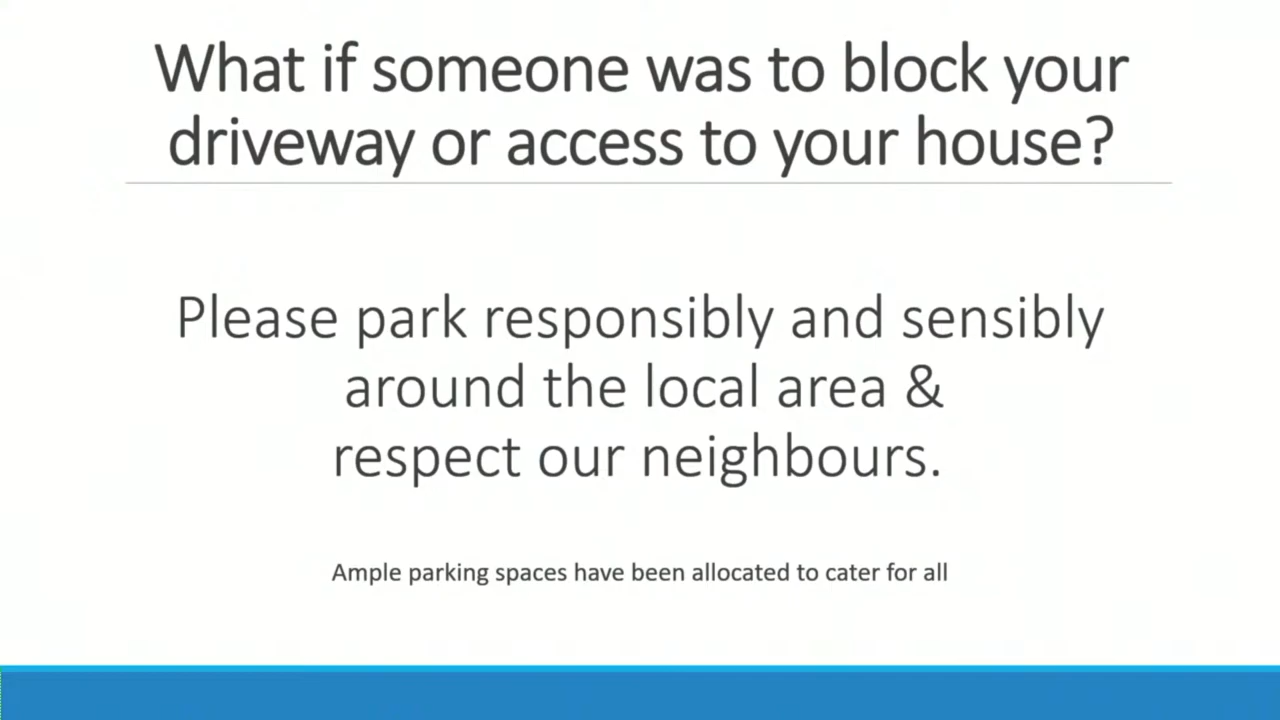 What if someone was to block your
driveway or access to your house?
Please park responsibly and sensibly
around the local area &
respect our neighbours.
Ample parking spaces have been allocated to cater for all